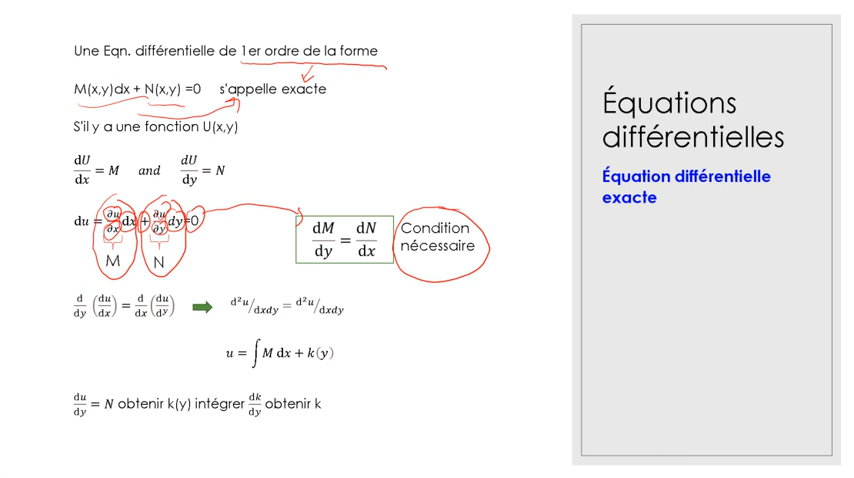 Une Eqn. différentielle de 1er ordre de la forme
M(x,y)dx + N(x,y) =0 s'appelle exacte
S'il y a une fonction U(x,y)
dU/dx = M and dU/dy = N
du = ∂u/∂x dx + ∂u/∂y dy=0
M N
dM/dy = dN/dx
Condition
nécessaire
d/dy (du/dx) = d/dx (du/dy) d²u/dxdy = d²u/dxdy
u = ∫ M dx + k(y)
du/dy = N obtenir k(y) intégrer dk/dy obtenir k
Équations
différentielles
Équation différentielle
exacte